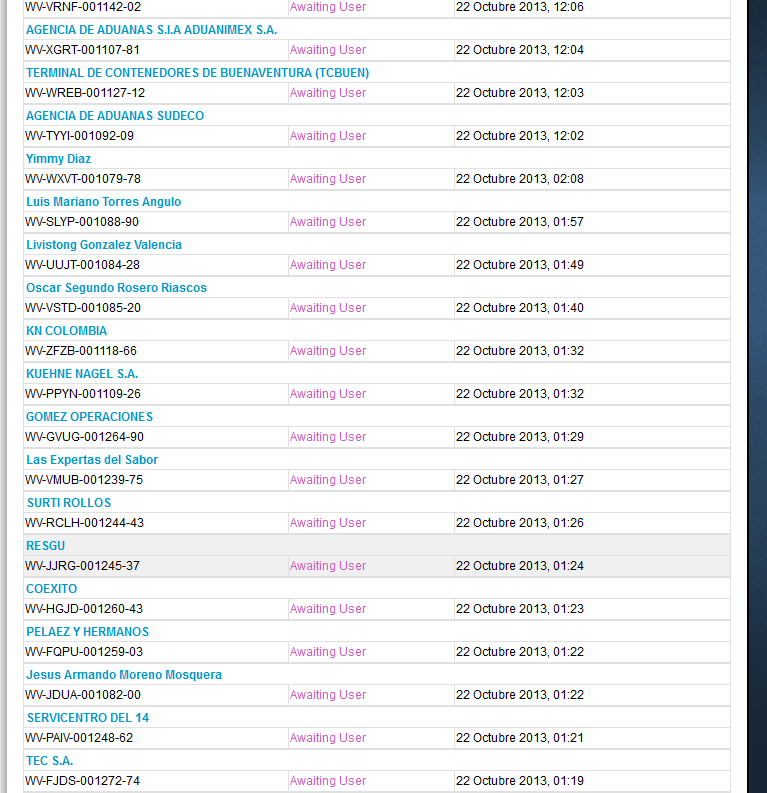 WV-VRNF-001142-02 Awaiting User 22 Octubre 2013, 12:06
AGENCIA DE ADUANAS S.I.A ADUANIMEX S.A.
WV-XGRT-001107-81 Awaiting User 22 Octubre 2013, 12:04
TERMINAL DE CONTENEDORES DE BUENAVENTURA (TCBUEN)
WV-WREB-001127-12 Awaiting User 22 Octubre 2013, 12:03
AGENCIA DE ADUANAS SUDECO
WV-TYYI-001092-09 Awaiting User 22 Octubre 2013, 12:02
Yimmy Diaz
WV-WXVT-001079-78 Awaiting User 22 Octubre 2013, 02:08
Luis Mariano Torres Angulo
WV-SLYP-001088-90 Awaiting User 22 Octubre 2013, 01:57
Livistong Gonzalez Valencia
WV-UUJT-001084-28 Awaiting User 22 Octubre 2013, 01:49
Oscar Segundo Rosero Riascos
WV-VSTD-001085-20 Awaiting User 22 Octubre 2013, 01:40
KN COLOMBIA
WV-ZFZB-001118-66 Awaiting User 22 Octubre 2013, 01:32
KUEHNE NAGEL S.A.
WV-PPYN-001109-26 Awaiting User 22 Octubre 2013, 01:32
GOMEZ OPERACIONES
WV-GVUG-001264-90 Awaiting User 22 Octubre 2013, 01:29
Las Expertas del Sabor
WV-VMUB-001239-75 Awaiting User 22 Octubre 2013, 01:27
SURTI ROLLOS
WV-RCLH-001244-43 Awaiting User 22 Octubre 2013, 01:26
RESGU
WV-JJRG-001245-37 Awaiting User 22 Octubre 2013, 01:24
COEXITO
WV-HGJD-001260-43 Awaiting User 22 Octubre 2013, 01:23
PELAEZ Y HERMANOS
WV-FQPU-001259-03 Awaiting User 22 Octubre 2013, 01:22
Jesus Armando Moreno Mosquera
WV-JDUA-001082-00 Awaiting User 22 Octubre 2013, 01:22
SERVICENTRO DEL 14
WV-PAIV-001248-62 Awaiting User 22 Octubre 2013, 01:21
TEC S.A.
WV-FJDS-001272-74 Awaiting User 22 Octubre 2013, 01:19